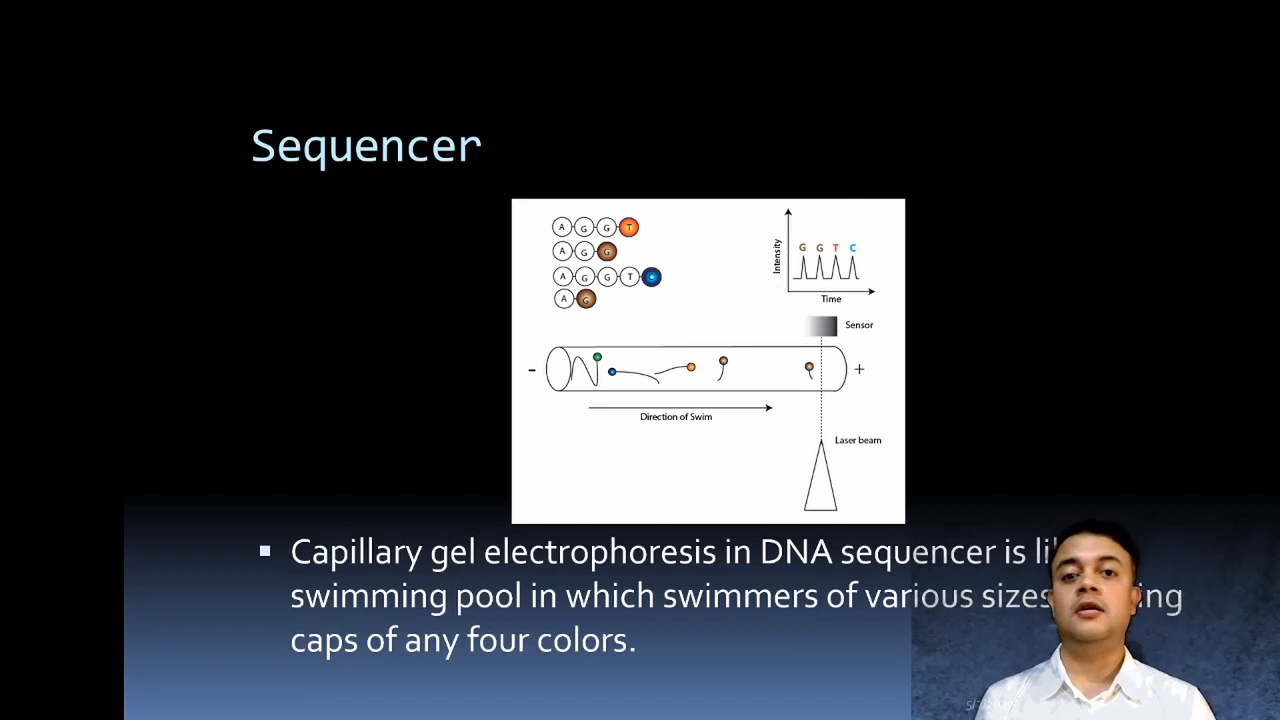 Sequencer
A G G T
A G G
A G G T C
A G
Intensity
G G T C
Time
Sensor
- +
Direction of Swim
Laser beam
Capillary gel electrophoresis in DNA sequencer is
swimming pool in which swimmers of various sizes
caps of any four colors.